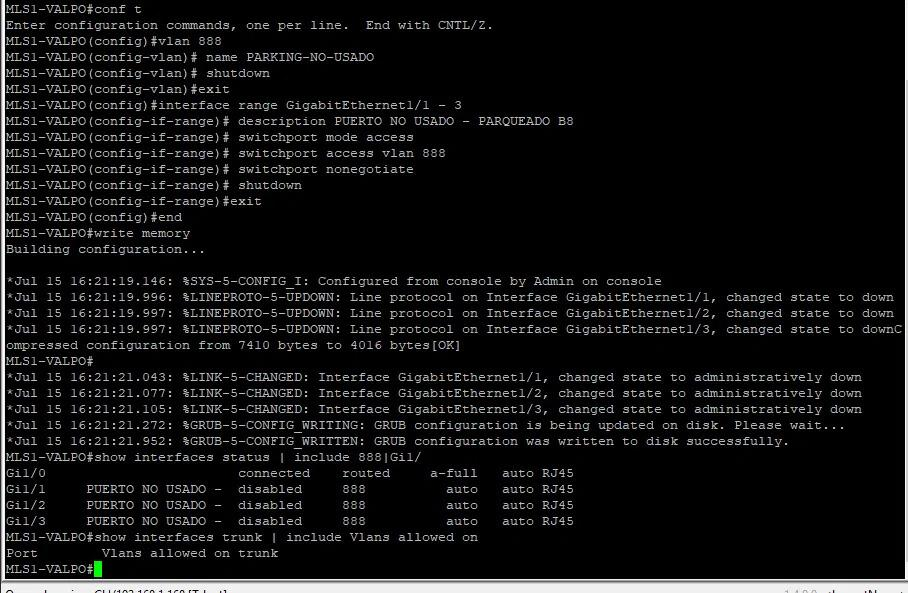 MLS1-VALPO#conf t
Enter configuration commands, one per line.  End with CNTL/Z.
MLS1-VALPO(config)#vlan 888
MLS1-VALPO(config-vlan)# name PARKING-NO-USADO
MLS1-VALPO(config-vlan)# shutdown
MLS1-VALPO(config-vlan)#exit
MLS1-VALPO(config)#interface range GigabitEthernet1/1 - 3
MLS1-VALPO(config-if-range)# description PUERTO NO USADO - PARQUEADO B8
MLS1-VALPO(config-if-range)# switchport mode access
MLS1-VALPO(config-if-range)# switchport access vlan 888
MLS1-VALPO(config-if-range)# switchport nonegotiate
MLS1-VALPO(config-if-range)# shutdown
MLS1-VALPO(config-if-range)#exit
MLS1-VALPO(config)#end
MLS1-VALPO#write memory
Building configuration...
*Jul 15 16:21:19.146: %SYS-5-CONFIG_I: Configured from console by Admin on console
*Jul 15 16:21:19.996: %LINEPROTO-5-UPDOWN: Line protocol on Interface GigabitEthernet1/1, changed state to down
*Jul 15 16:21:19.997: %LINEPROTO-5-UPDOWN: Line protocol on Interface GigabitEthernet1/2, changed state to down
*Jul 15 16:21:19.997: %LINEPROTO-5-UPDOWN: Line protocol on Interface GigabitEthernet1/3, changed state to downC
ompressed configuration from 7410 bytes to 4016 bytes[OK]
MLS1-VALPO#
*Jul 15 16:21:21.043: %LINK-5-CHANGED: Interface GigabitEthernet1/1, changed state to administratively down
*Jul 15 16:21:21.077: %LINK-5-CHANGED: Interface GigabitEthernet1/2, changed state to administratively down
*Jul 15 16:21:21.105: %LINK-5-CHANGED: Interface GigabitEthernet1/3, changed state to administratively down
*Jul 15 16:21:21.272: %GRUB-5-CONFIG_WRITING: GRUB configuration is being updated on disk. Please wait...
*Jul 15 16:21:21.952: %GRUB-5-CONFIG_WRITTEN: GRUB configuration was written to disk successfully.
MLS1-VALPO#show interfaces status | include 888|Gi1/
Gi1/0                        connected    routed     a-full   auto RJ45
Gi1/1     PUERTO NO USADO -  disabled     888          auto   auto RJ45
Gi1/2     PUERTO NO USADO -  disabled     888          auto   auto RJ45
Gi1/3     PUERTO NO USADO -  disabled     888          auto   auto RJ45
MLS1-VALPO#show interfaces trunk | include Vlans allowed on
Port        Vlans allowed on trunk
MLS1-VALPO#